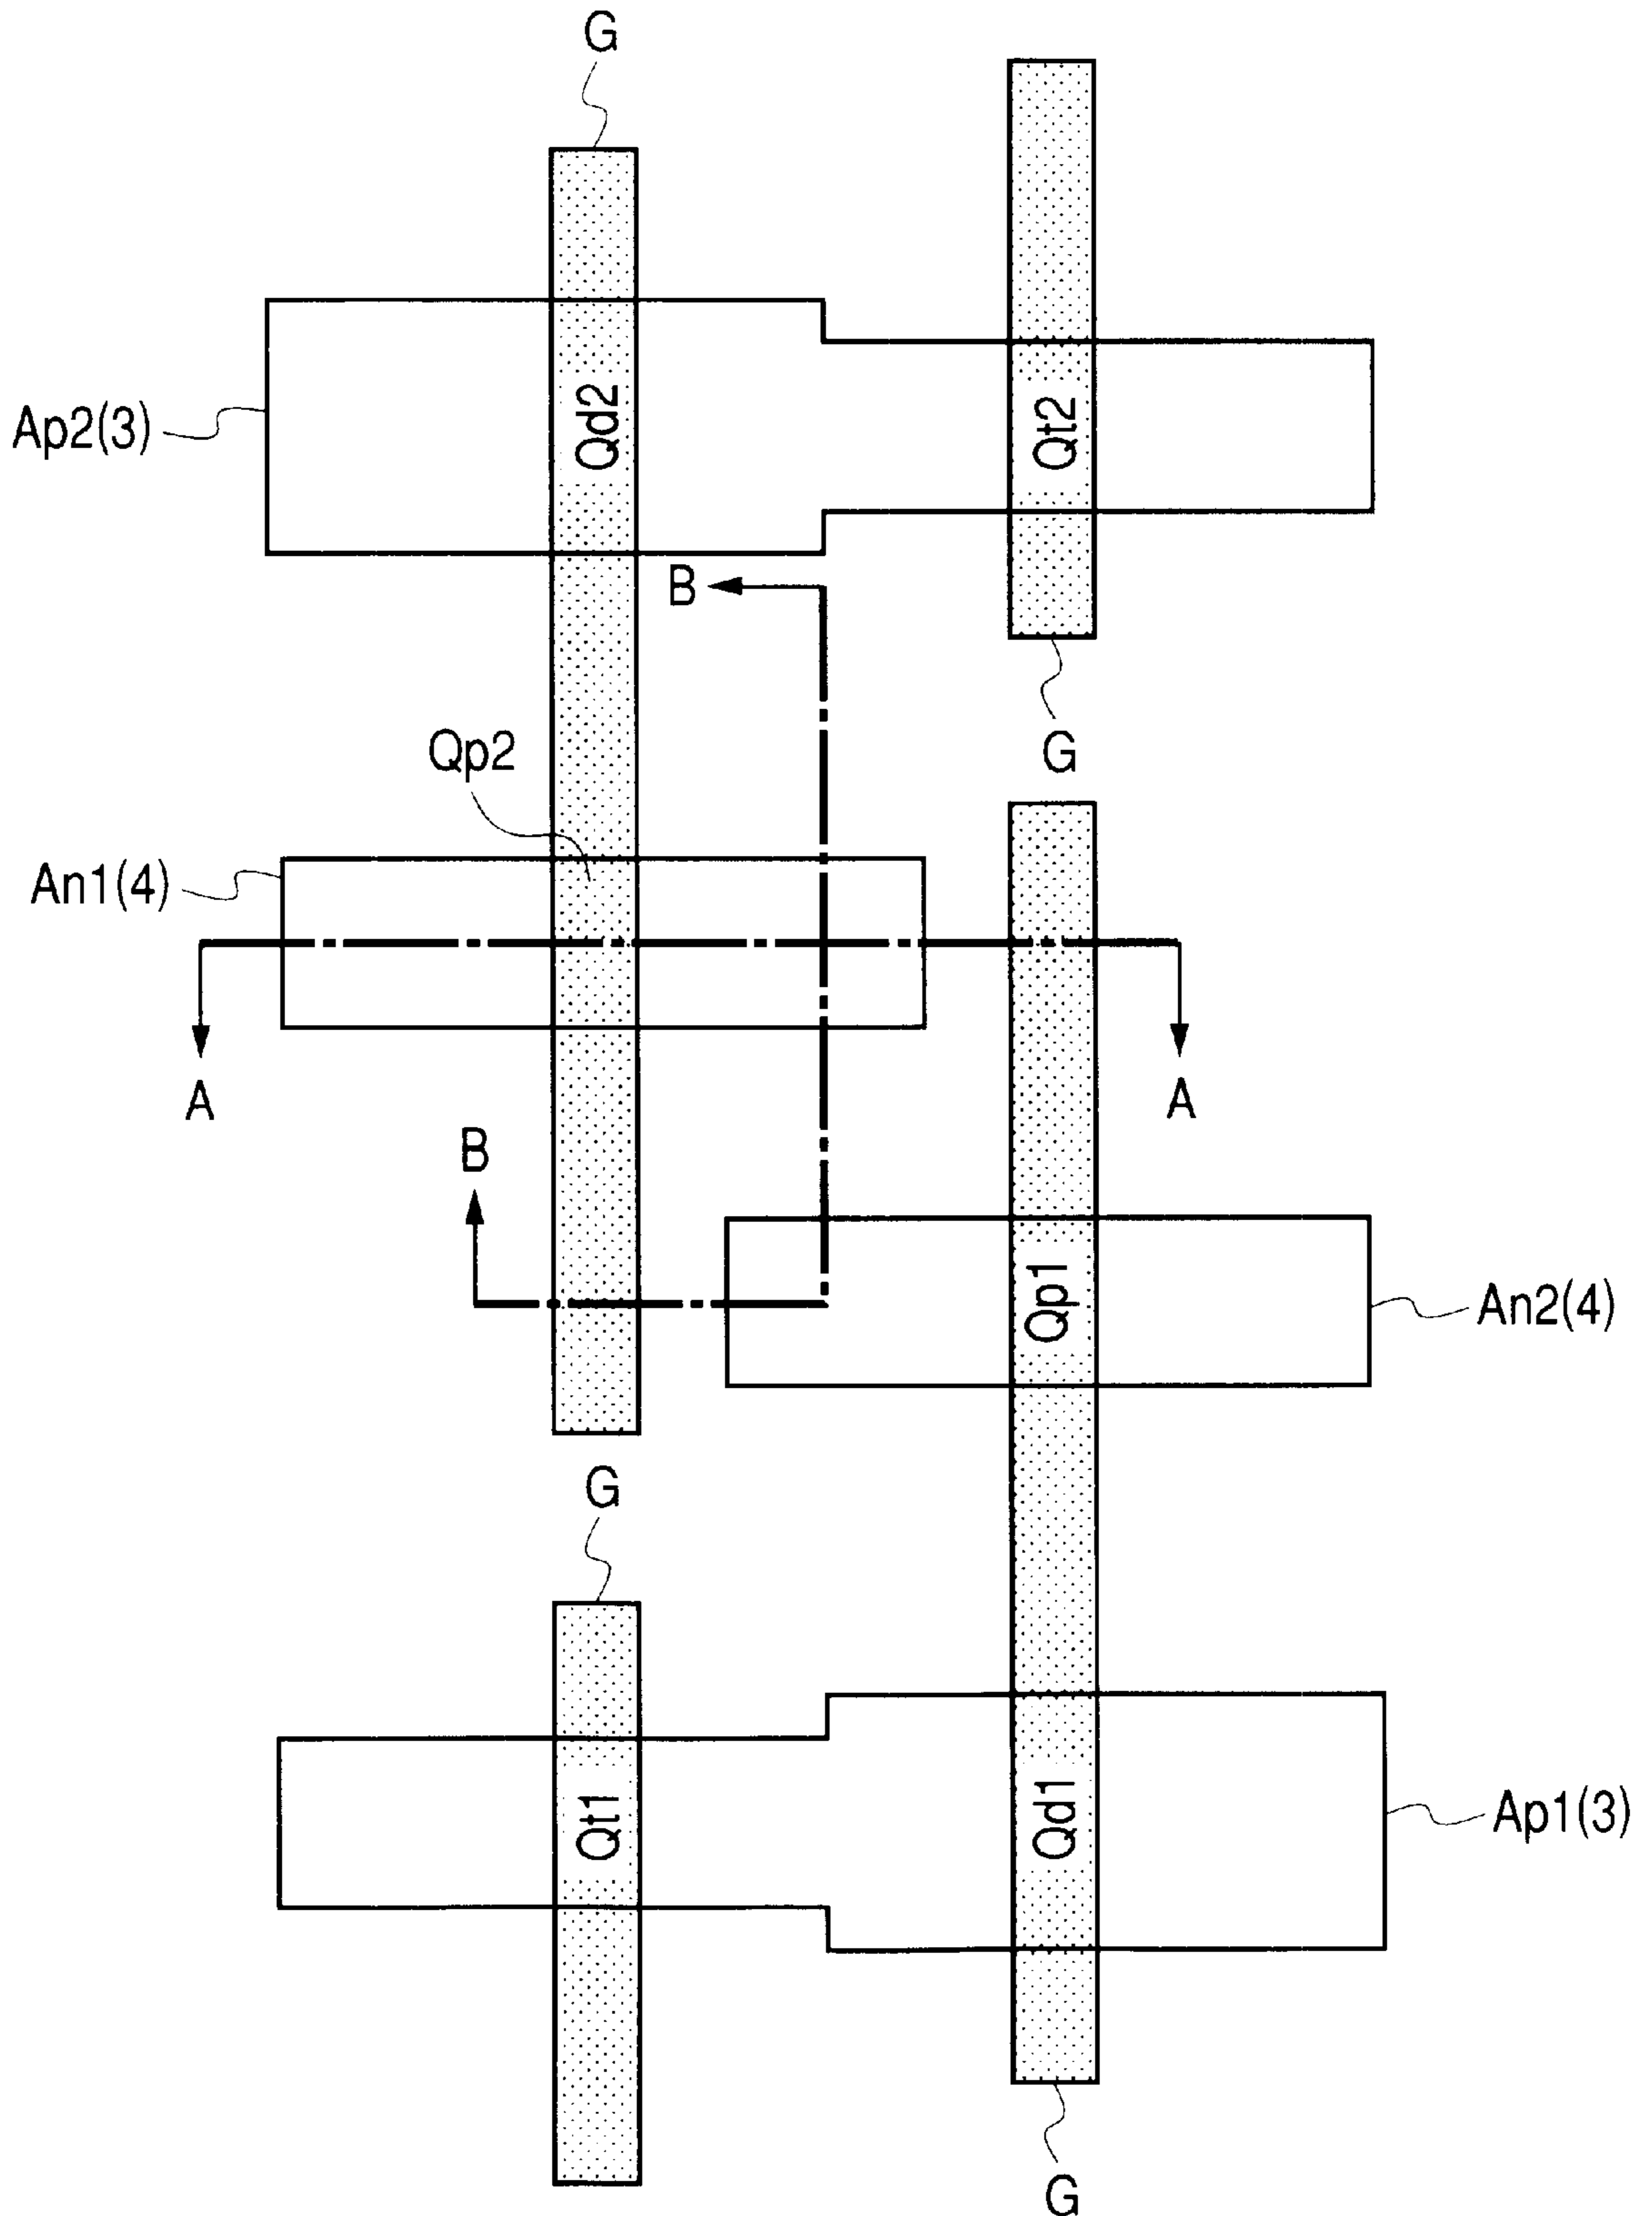 G
Ap2(3)
Qd2
Qt2
B
G
Qp2
An1(4)
A
A
B
Qp1
An2(4)
G
Qt1
Qd1
Ap1(3)
G